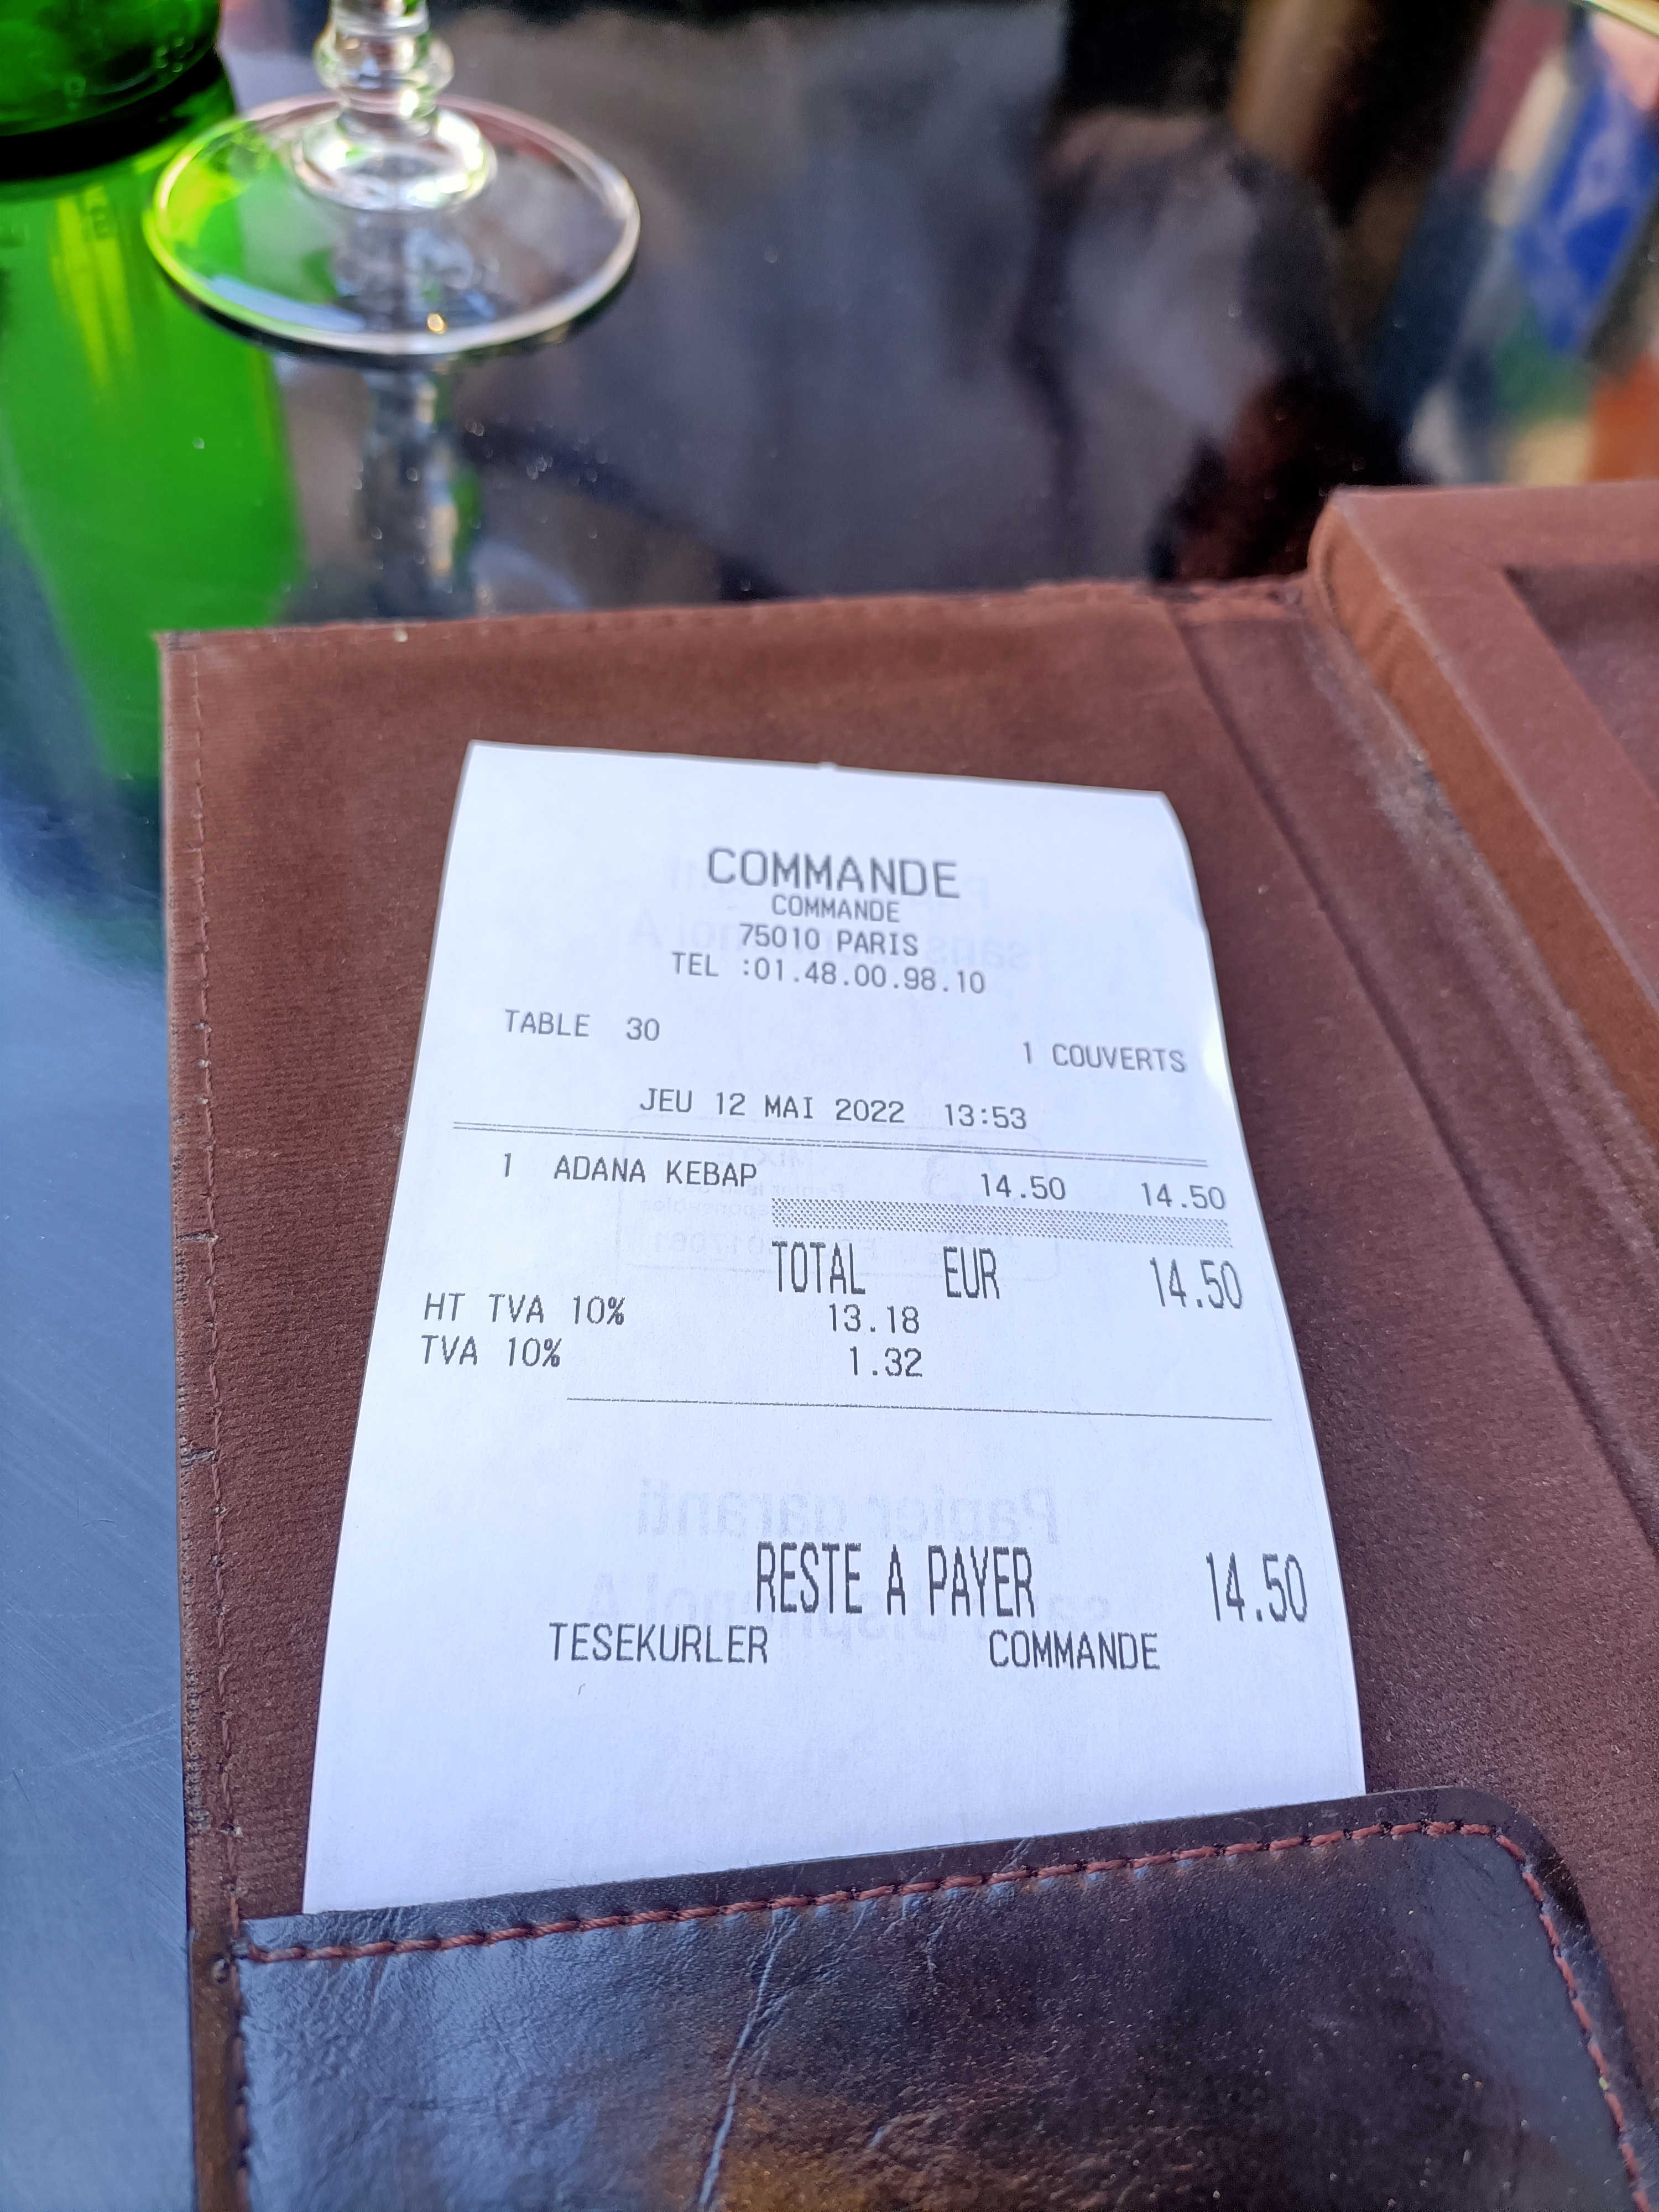 COMMANDE
COMMANDE
75010 PARIS
TEL :01.48.00.98.10
TABLE 30
1 COUVERTS
JEU 12 MAI 2022 13:53
1 ADANA KEBAP 14.50 14.50
TOTAL EUR 14.50
HT TVA 10% 13.18
TVA 10% 1.32
Papier garanti
RESTE A PAYER 14.50
TESEKURLER COMMANDE